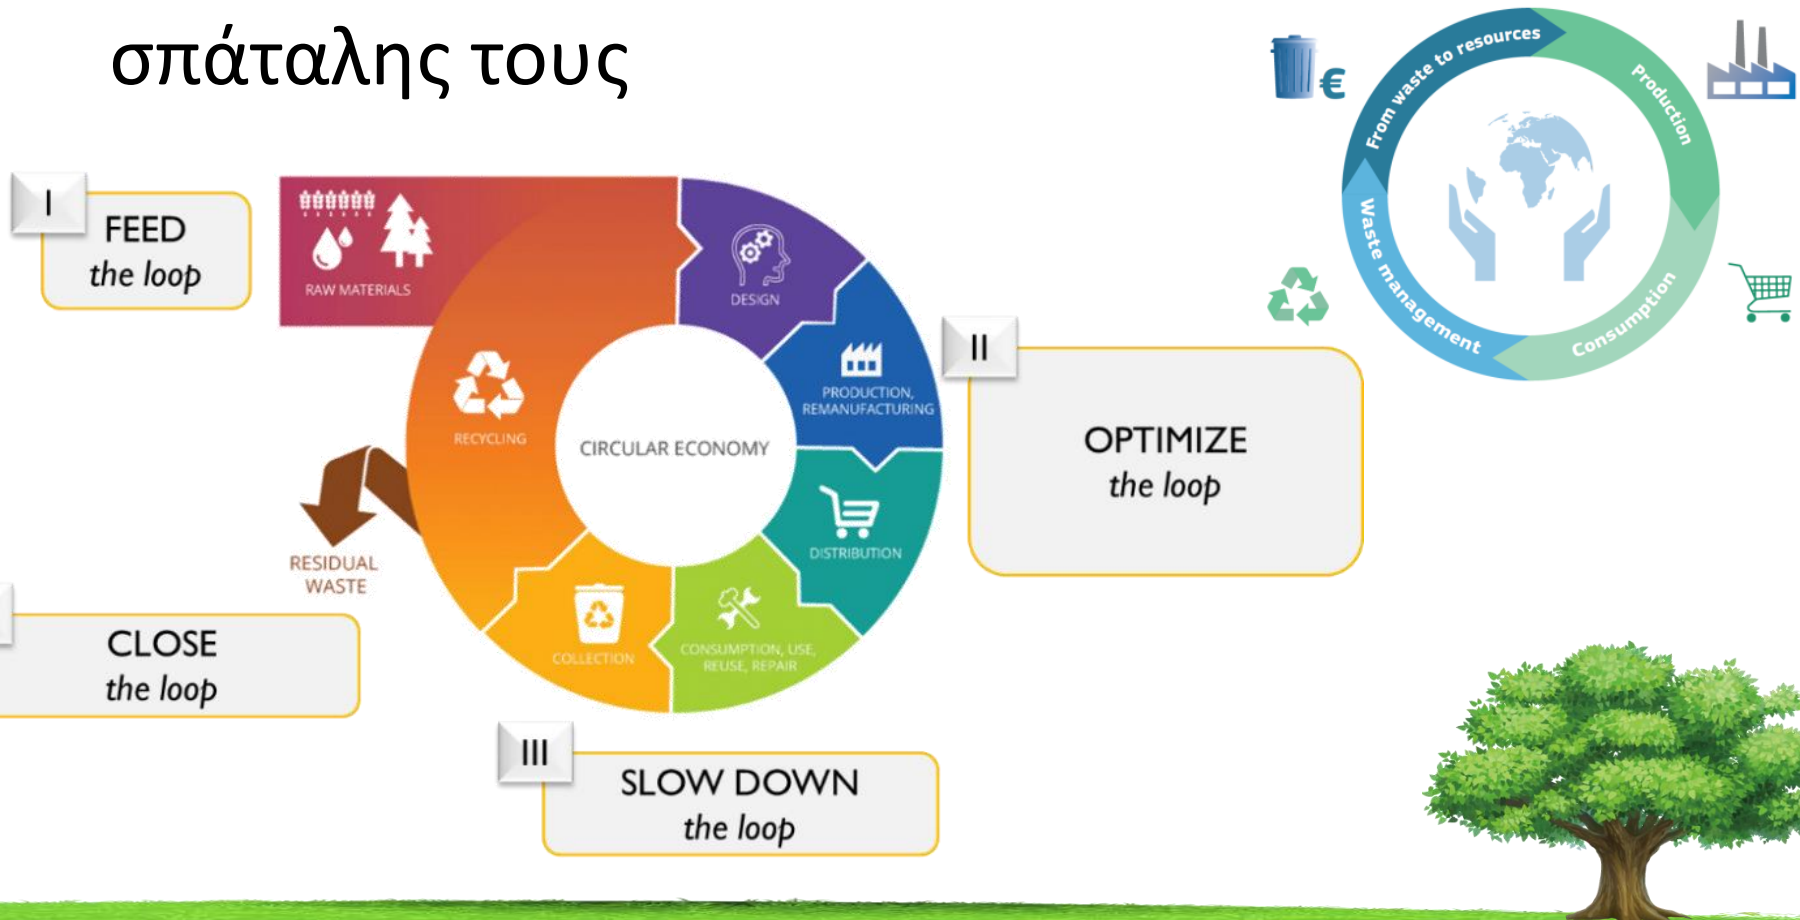 σπάταλης τους
€
From waste to resources
Production
Consumption
Waste management
I
FEED
the loop
RAW MATERIALS
DESIGN
PRODUCTION,
REMANUFACTURING
DISTRIBUTION
CONSUMPTION, USE,
REUSE, REPAIR
COLLECTION
RECYCLING
CIRCULAR ECONOMY
RESIDUAL
WASTE
II
OPTIMIZE
the loop
III
SLOW DOWN
the loop
CLOSE
the loop